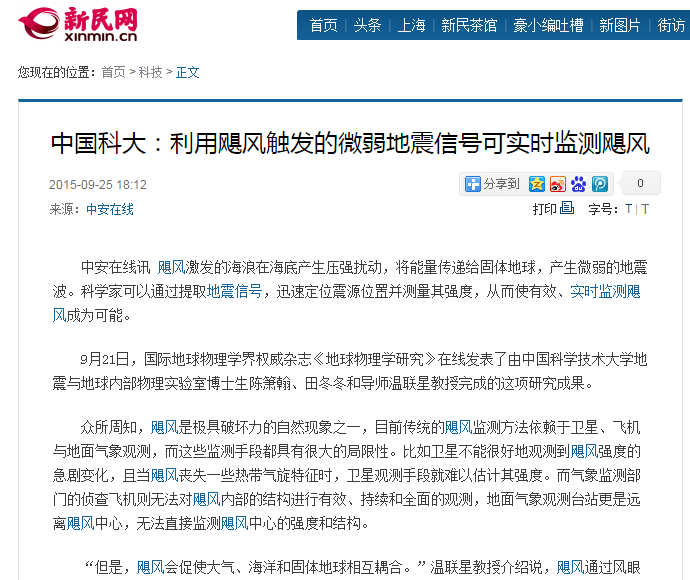 新民网
xinmin.cn
首页 | 头条 | 上海 | 新民茶馆 | 豪小编吐槽 | 新图片 | 街访
您现在的位置：首页 > 科技 > 正文
中国科大：利用飓风触发的微弱地震信号可实时监测飓风
2015-09-25 18:12
分享到 0
来源：中安在线
打印 字号：T | T
中安在线讯 飓风激发的海浪在海底产生压强扰动，将能量传递给固体地球，产生微弱的地震
波。科学家可以通过提取地震信号，迅速定位震源位置并测量其强度，从而使有效、实时监测飓
风成为可能。
9月21日，国际地球物理学界权威杂志《地球物理学研究》在线发表了由中国科学技术大学地
震与地球内部物理实验室博士生陈箫翰、田冬冬和导师温联星教授完成的这项研究成果。
众所周知，飓风是极具破坏力的自然现象之一，目前传统的飓风监测方法依赖于卫星、飞机
与地面气象观测，而这些监测手段都具有很大的局限性。比如卫星不能很好地观测到飓风强度的
急剧变化，且当飓风丧失一些热带气旋特征时，卫星观测手段就难以估计其强度。而气象监测部
门的侦查飞机则无法对飓风内部的结构进行有效、持续和全面的观测，地面气象观测台站更是远
离飓风中心，无法直接监测飓风中心的强度和结构。
“但是，飓风会促使大气、海洋和固体地球相互耦合。”温联星教授介绍说，飓风通过风眼